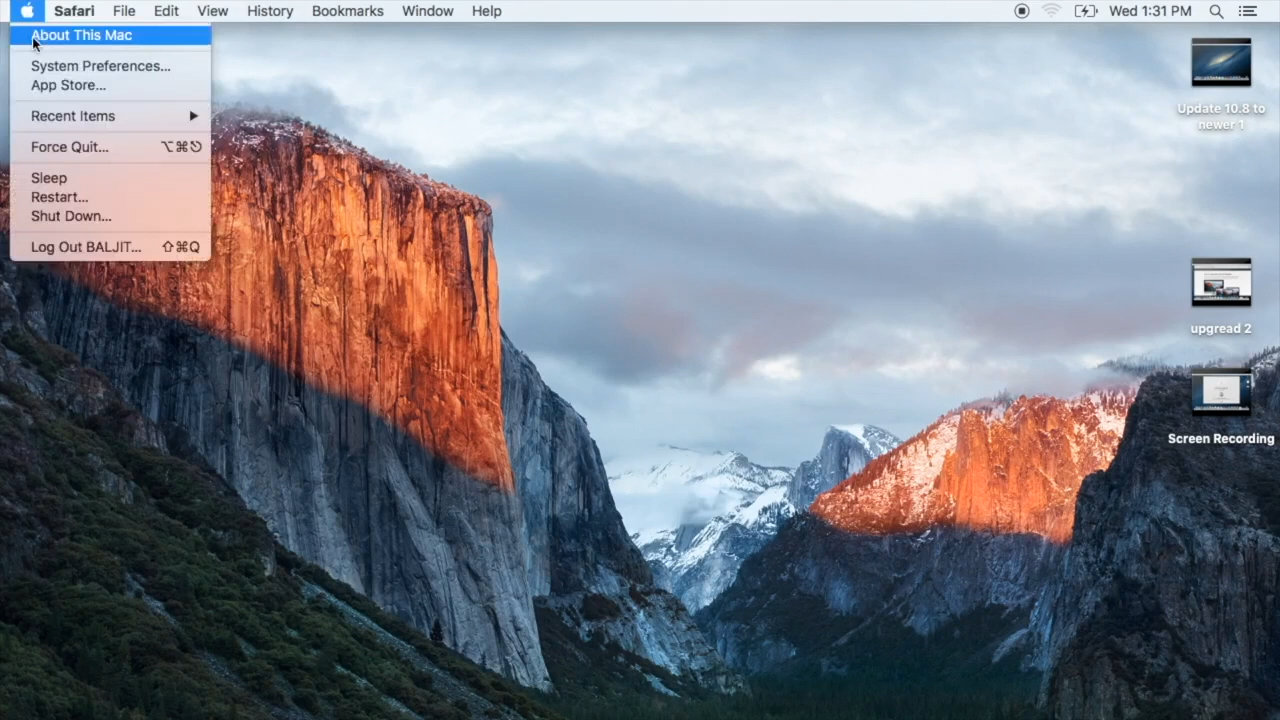 Safari File Edit View History Bookmarks Window Help Wed 1:31 PM
About This Mac
System Preferences...
App Store...
Recent Items
Force Quit... ⌥⌘⎋
Sleep
Restart...
Shut Down...
Log Out BALJIT... ⇧⌘Q
Update 10.8 to
newer 1
upgread 2
Screen Recording